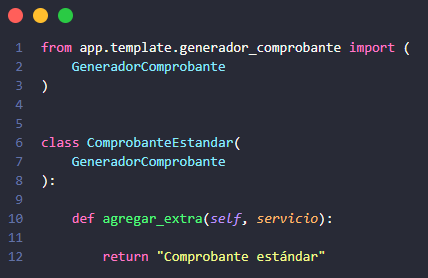 1 from app.template.generador_comprobante import (
2     GeneradorComprobante
3 )
4
5
6 class ComprobanteEstandar(
7     GeneradorComprobante
8 ):
9
10     def agregar_extra(self, servicio):
11
12         return "Comprobante estándar"